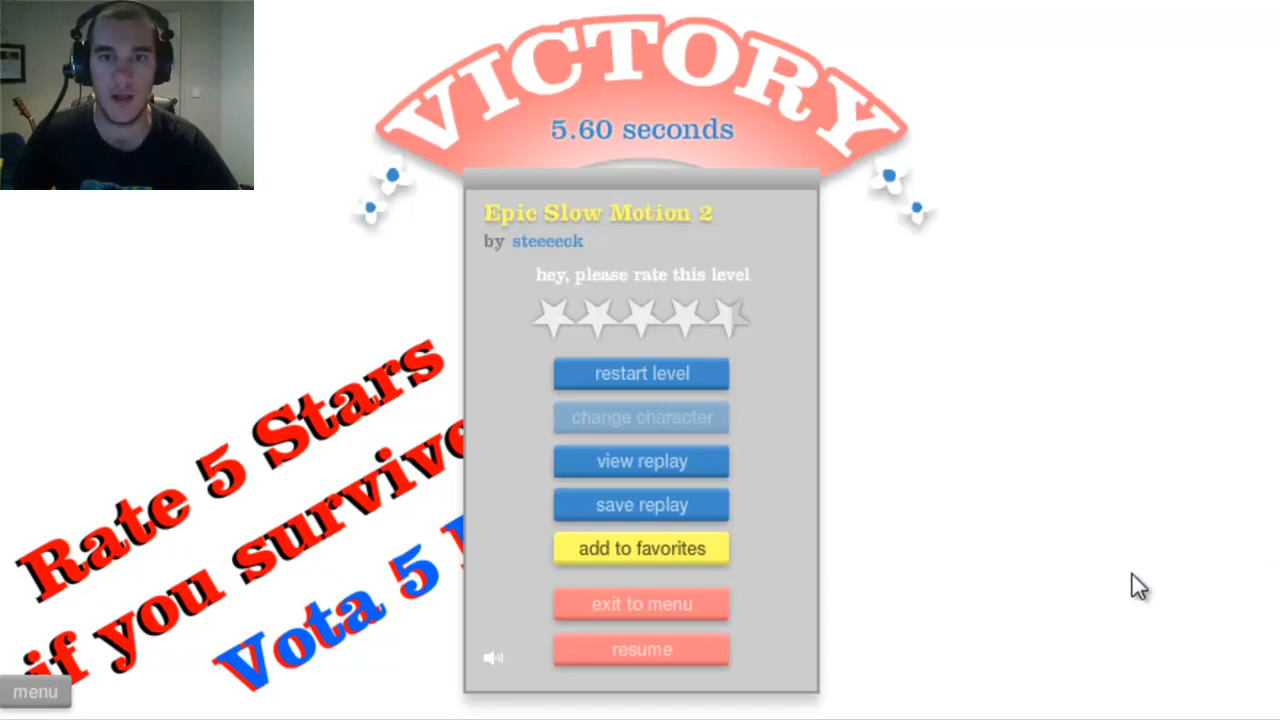 VICTORY
5.60 seconds
Epic Slow Motion 2
by steeeeck
hey, please rate this level
restart level
change character
view replay
save replay
add to favorites
exit to menu
resume
Rate 5 Stars
if you survive
Vota 5
menu